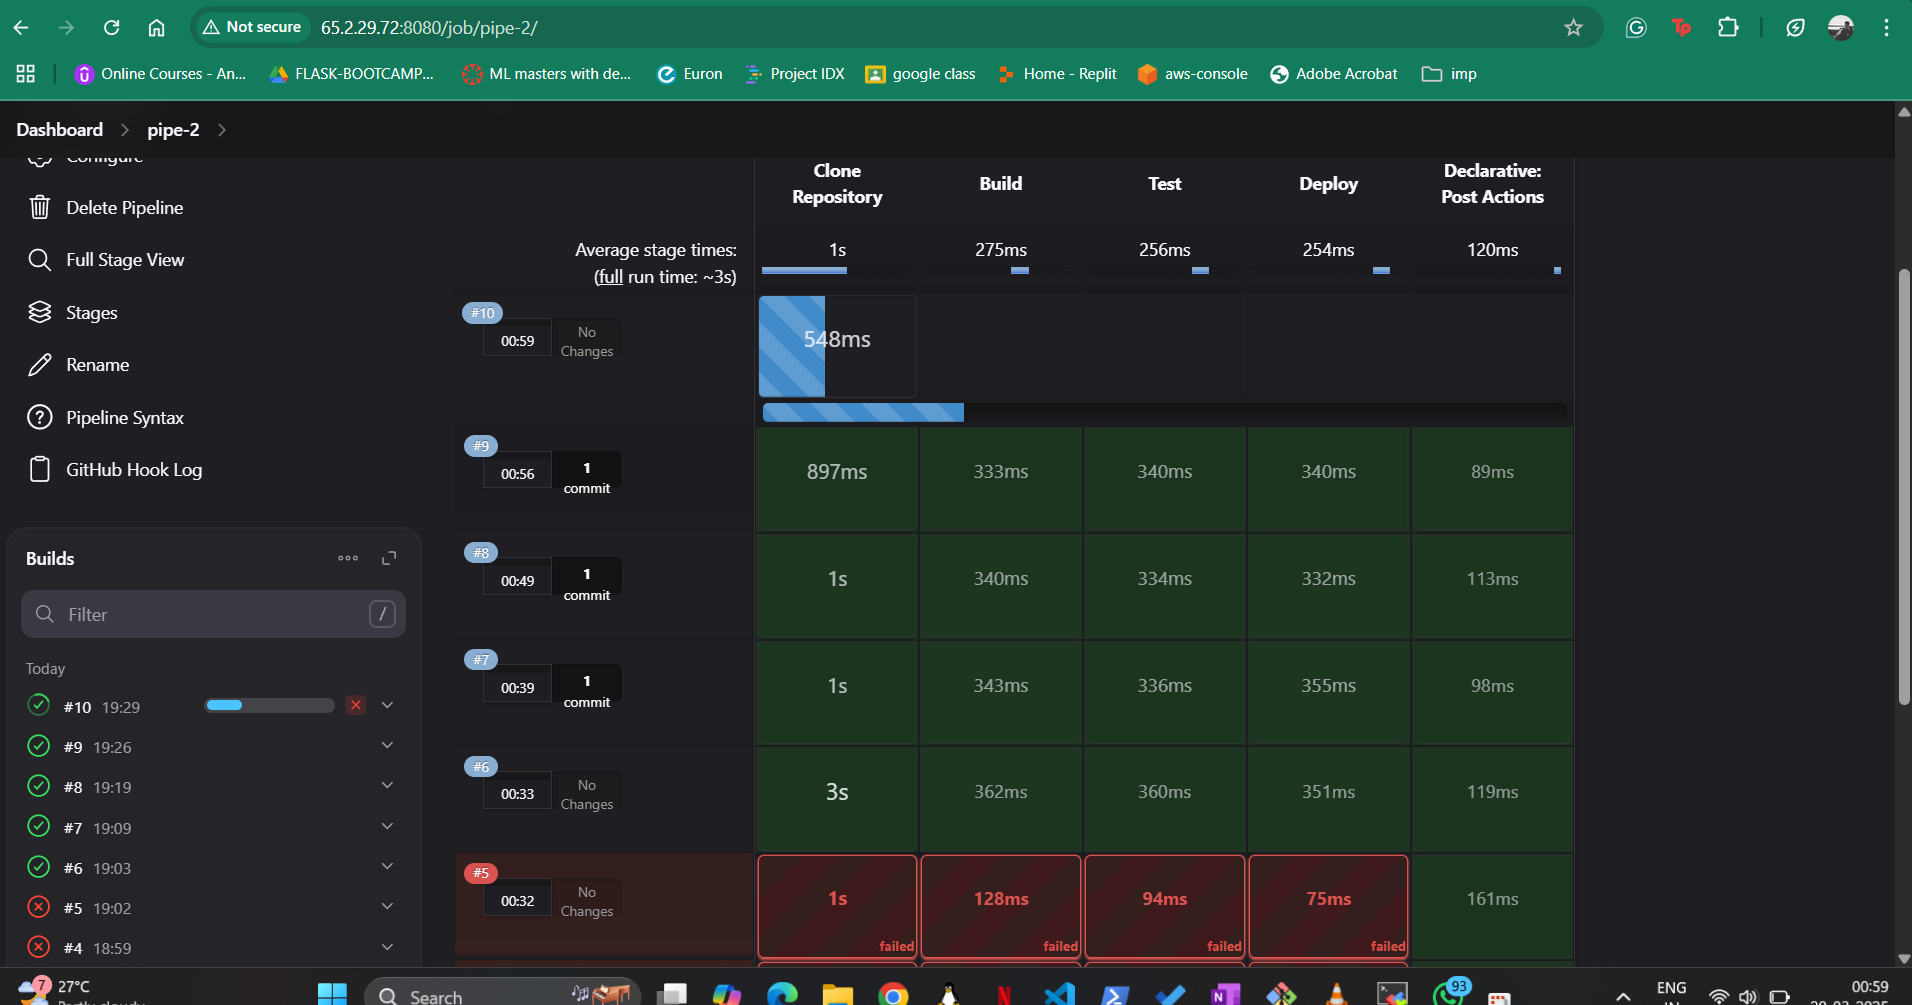 Not secure
65.2.29.72:8080/job/pipe-2/
Online Courses - An...
FLASK-BOOTCAMP...
ML masters with de...
Euron
Project IDX
google class
Home - Replit
aws-console
Adobe Acrobat
imp
Dashboard
pipe-2
Configure
Delete Pipeline
Full Stage View
Stages
Rename
Pipeline Syntax
GitHub Hook Log
Builds
Filter
/
Today
#10 19:29
#9 19:26
#8 19:19
#7 19:09
#6 19:03
#5 19:02
#4 18:59
Clone
Repository
Build
Test
Deploy
Declarative:
Post Actions
Average stage times:
(full run time: ~3s)
1s
275ms
256ms
254ms
120ms
#10
00:59
No
Changes
548ms
#9
00:56
1
commit
897ms
333ms
340ms
340ms
89ms
#8
00:49
1
commit
1s
340ms
334ms
332ms
113ms
#7
00:39
1
commit
1s
343ms
336ms
355ms
98ms
#6
00:33
No
Changes
3s
362ms
360ms
351ms
119ms
#5
00:32
No
Changes
1s
failed
128ms
failed
94ms
failed
75ms
failed
161ms
7
27°C
Partly cloudy
Search
93
ENG
IN
00:59